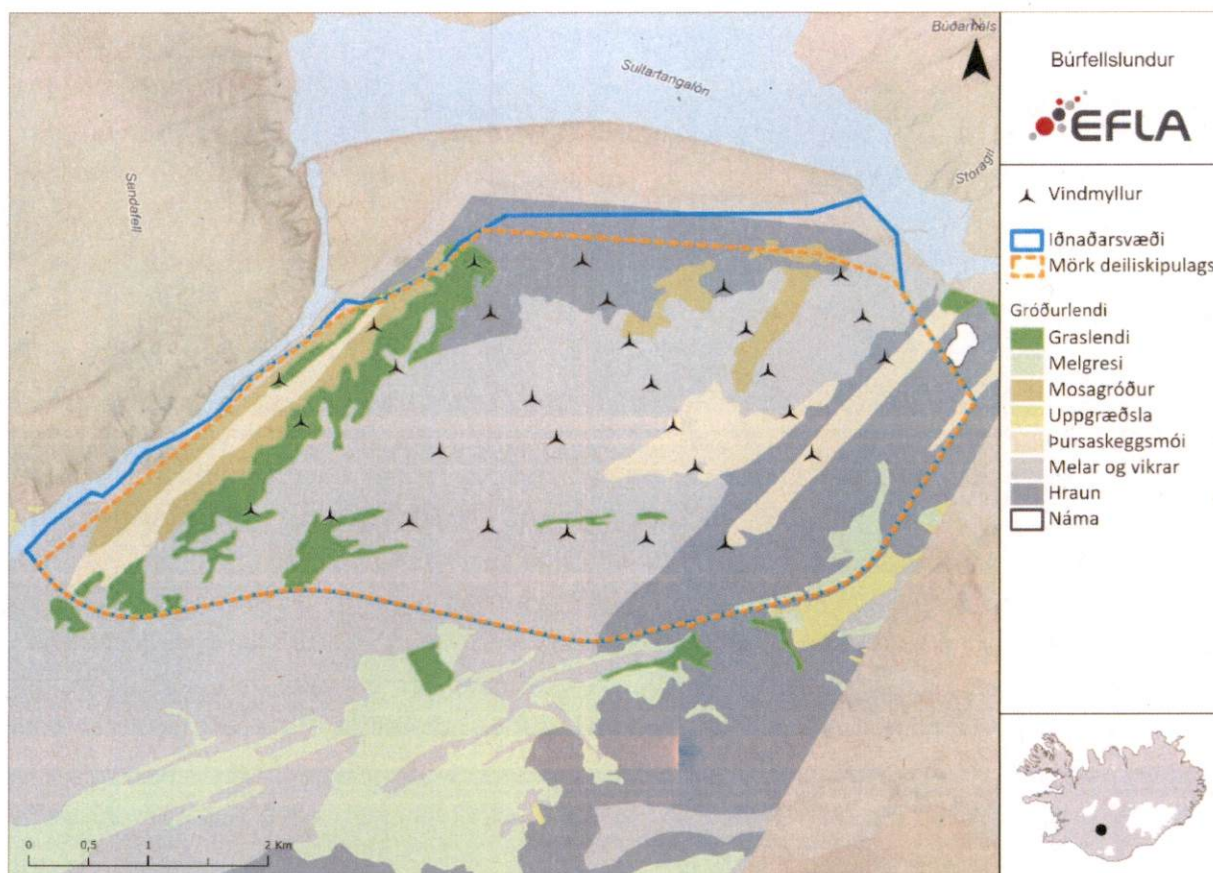 Búðarháls
N
Sultartangalón
Sandafell
Stóragil
0 0,5 1 2 Km
Búrfellslundur
EFLA
Vindmyllur
Iðnaðarsvæði
Mörk deiliskipulags
Gróðurlendi
Graslendi
Melgresi
Mosagróður
Uppgræðsla
Þursaskeggsmói
Melar og vikrar
Hraun
Náma